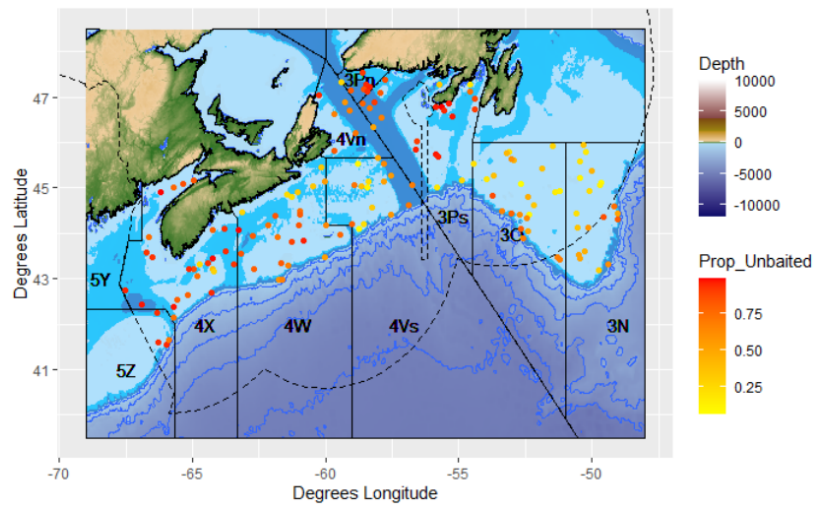 Depth
10000
5000
0
-5000
-10000
Prop_Unbaited
0.75
0.50
0.25
Degrees Latitude
47
45
43
41
3Pn
4Vn
3Ps
3O
5Y
4X
4W
4Vs
3N
5Z
-70
-65
-60
-55
-50
Degrees Longitude